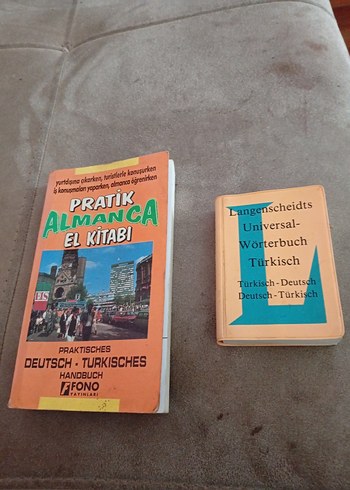 yurtdışına çıkarken, turistlerle konuşurken
iş konuşmaları yaparken, almanca öğrenirken
PRATİK
ALMANCA
EL KİTABI
PRAKTISCHES
DEUTSCH - TURKISCHES
HANDBUCH
FONO
YAYINLARI
Langenscheidts
Universal-
Wörterbuch
Türkisch
Türkisch-Deutsch
Deutsch-Türkisch